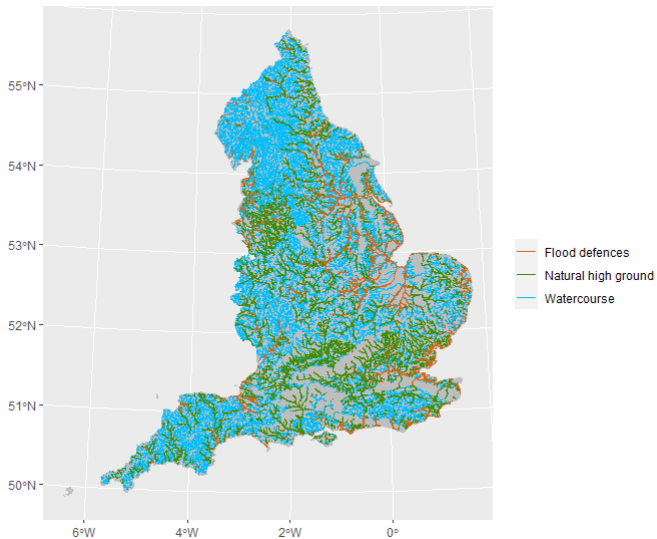 55°N
54°N
53°N
52°N
51°N
50°N
6°W
4°W
2°W
0°
Flood defences
Natural high ground
Watercourse